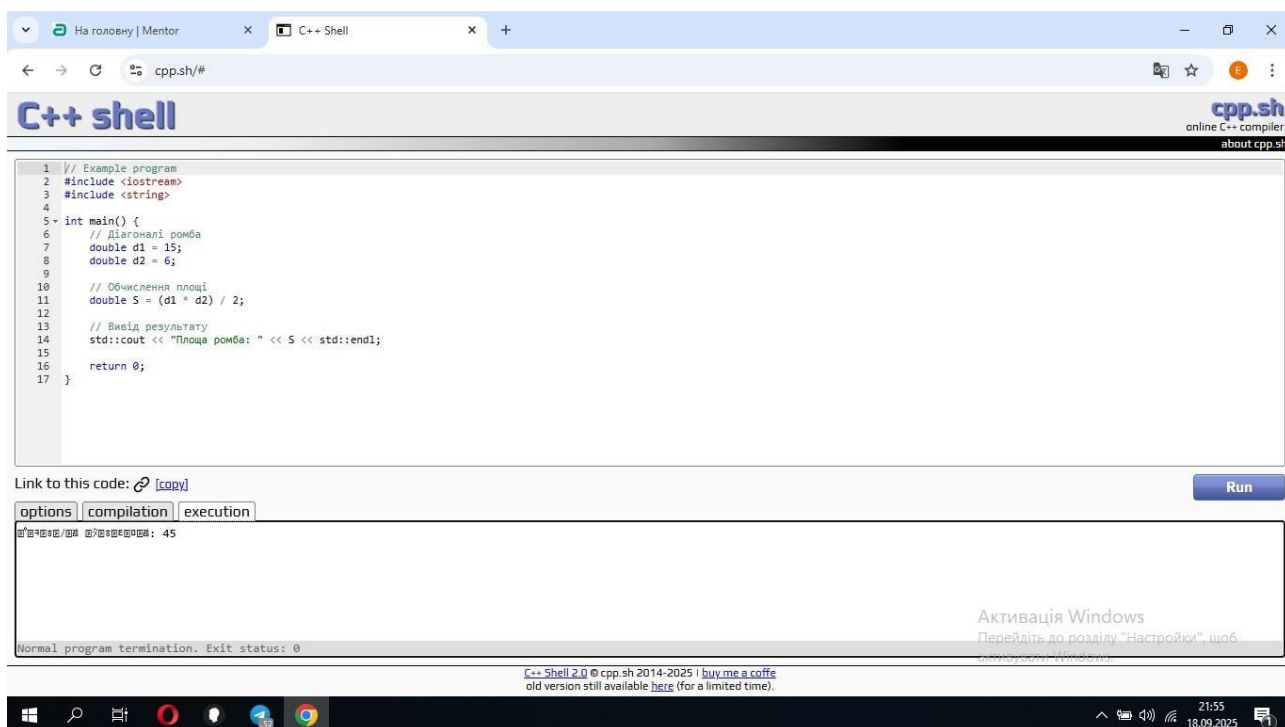 На головну | Mentor
C++ Shell
cpp.sh/#
E
C++ shell
cpp.sh
online C++ compiler
about cpp.sh
1 // Example program
2 #include <iostream>
3 #include <string>
4
5 int main() {
6 // Діагоналі ромба
7 double d1 = 15;
8 double d2 = 6;
9
10 // Обчислення площі
11 double S = (d1 * d2) / 2;
12
13 // Вивід результату
14 std::cout << "Площа ромба: " << S << std::endl;
15
16 return 0;
17 }
Link to this code: [copy]
Run
options compilation execution
: 45
Активація Windows
Перейдіть до розділу "Настройки", щоб
активувати Windows.
Normal program termination. Exit status: 0
C++ Shell 2.0 © cpp.sh 2014-2025 | buy me a coffe
old version still available here (for a limited time).
52
21:55
18.09.2025